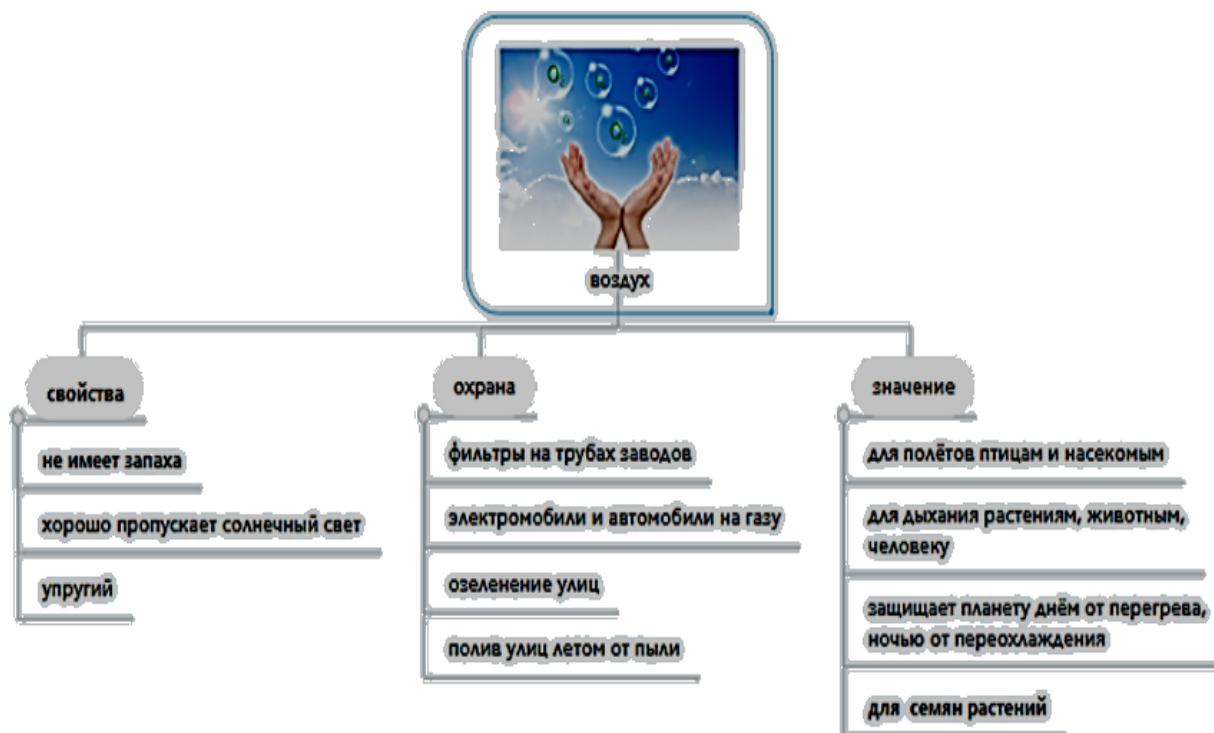 воздух
свойства
не имеет запаха
хорошо пропускает солнечный свет
упругий
охрана
фильтры на трубах заводов
электромобили и автомобили на газу
озеленение улиц
полив улиц летом от пыли
значение
для полётов птицам и насекомым
для дыхания растениям, животным,
человеку
защищает планету днём от перегрева,
ночью от переохлаждения
для семян растений